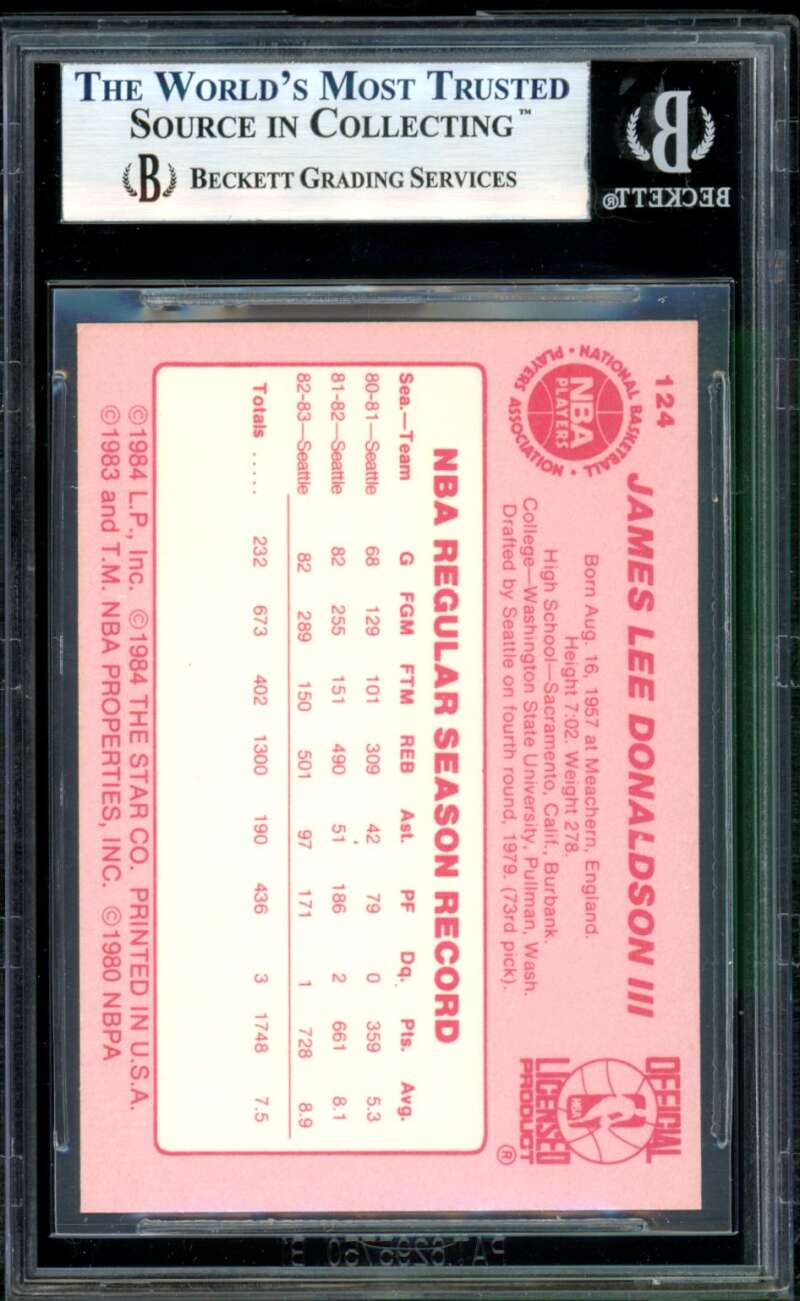 THE WORLD'S MOST TRUSTED
SOURCE IN COLLECTING™
B BECKETT GRADING SERVICES
B
BECKETT®
124
JAMES LEE DONALDSON III
NATIONAL BASKETBALL PLAYERS ASSOCIATION
NBA
PLAYERS
Born Aug. 16, 1957 at Meachern, England.
Height 7:02. Weight 278.
High School—Sacramento, Calif., Burbank.
College—Washington State University, Pullman, Wash.
Drafted by Seattle on fourth round, 1979. (73rd pick).
OFFICIAL
NBA
LICENSED
PRODUCT ®
NBA REGULAR SEASON RECORD
Sea.—Team G FGM FTM REB Ast. PF Dq. Pts. Avg.
80-81—Seattle 68 129 101 309 42 79 0 359 5.3
81-82—Seattle 82 255 151 490 51 186 2 661 8.1
82-83—Seattle 82 289 150 501 97 171 1 728 8.9
Totals ..... 232 673 402 1300 190 436 3 1748 7.5
©1984 L.P., Inc. ©1984 THE STAR CO. PRINTED IN U.S.A.
©1983 and T.M. NBA PROPERTIES, INC. ©1980 NBPA